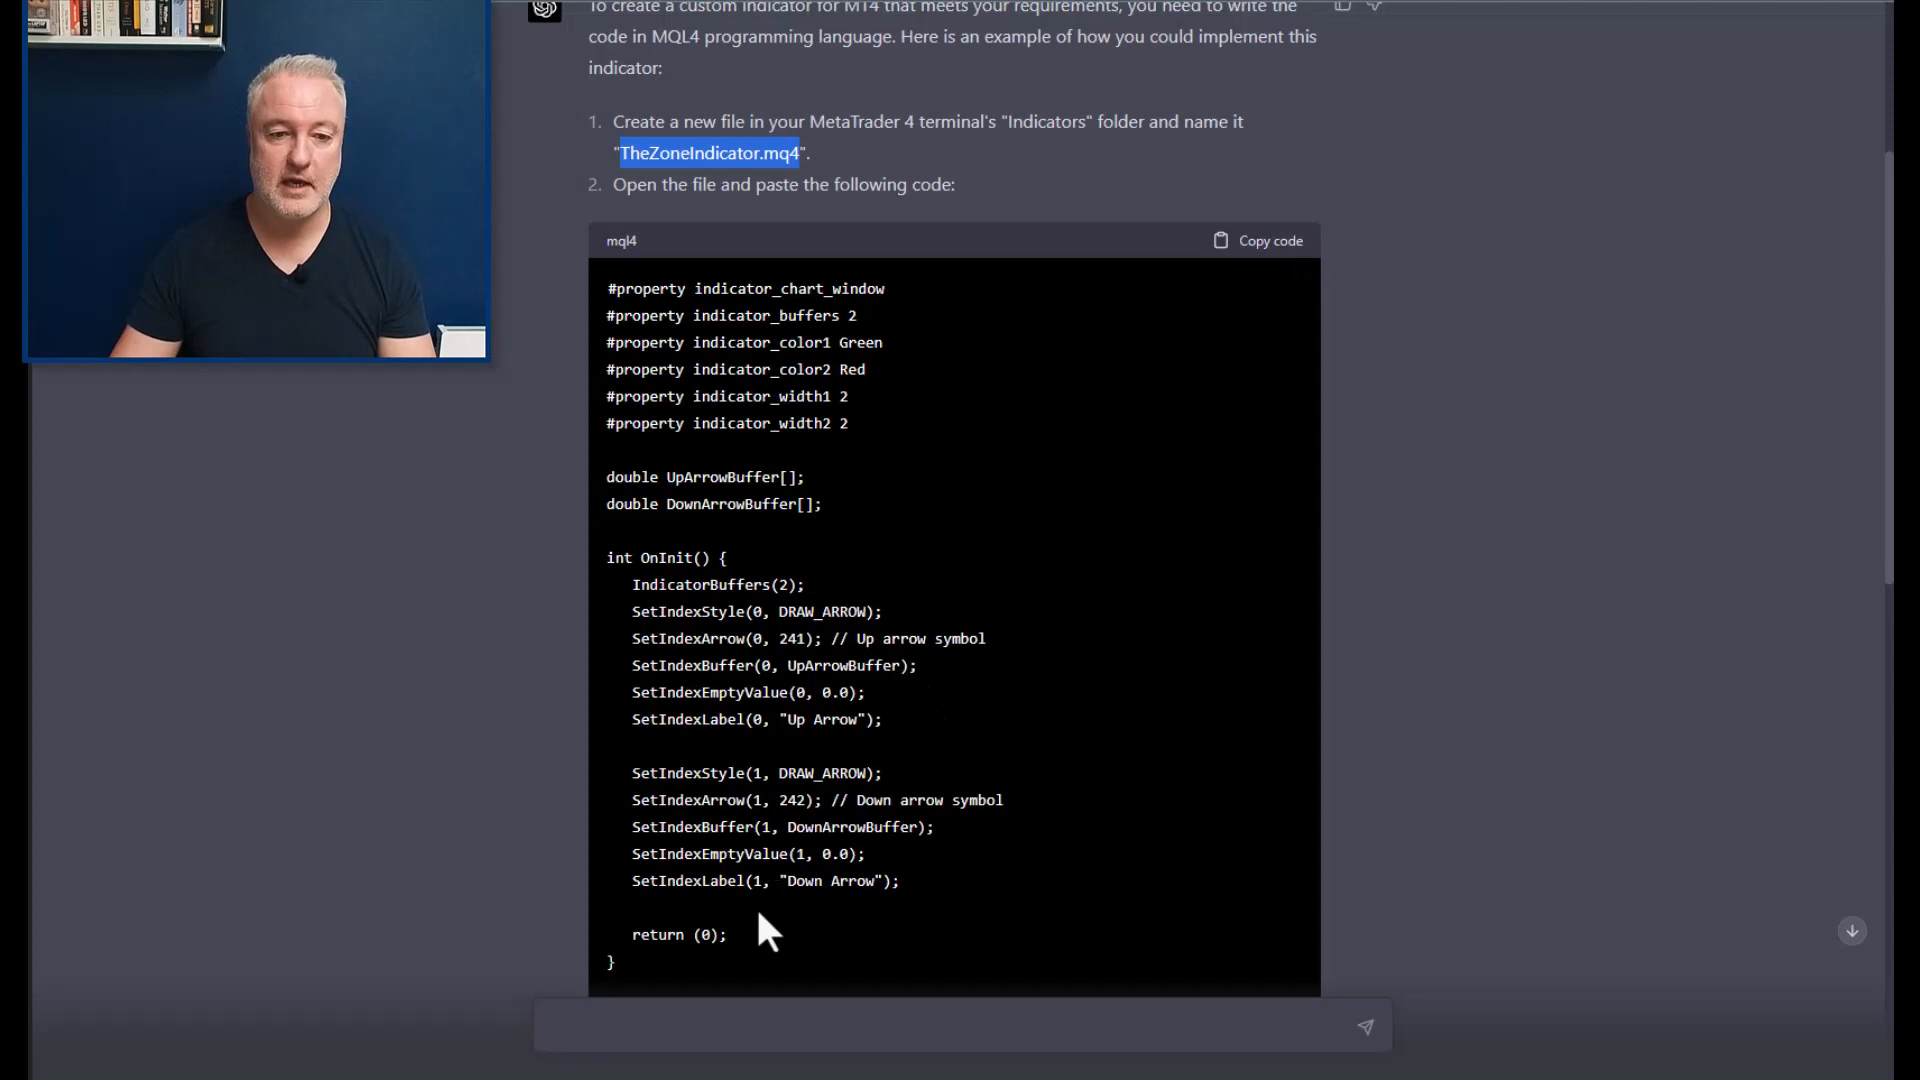 To create a custom indicator for MT4 that meets your requirements, you need to write the
code in MQL4 programming language. Here is an example of how you could implement this
indicator:
1. Create a new file in your MetaTrader 4 terminal's "Indicators" folder and name it
"TheZoneIndicator.mq4".
2. Open the file and paste the following code:
mql4 Copy code
#property indicator_chart_window
#property indicator_buffers 2
#property indicator_color1 Green
#property indicator_color2 Red
#property indicator_width1 2
#property indicator_width2 2
double UpArrowBuffer[];
double DownArrowBuffer[];
int OnInit() {
IndicatorBuffers(2);
SetIndexStyle(0, DRAW_ARROW);
SetIndexArrow(0, 241); // Up arrow symbol
SetIndexBuffer(0, UpArrowBuffer);
SetIndexEmptyValue(0, 0.0);
SetIndexLabel(0, "Up Arrow");
SetIndexStyle(1, DRAW_ARROW);
SetIndexArrow(1, 242); // Down arrow symbol
SetIndexBuffer(1, DownArrowBuffer);
SetIndexEmptyValue(1, 0.0);
SetIndexLabel(1, "Down Arrow");
return (0);
}